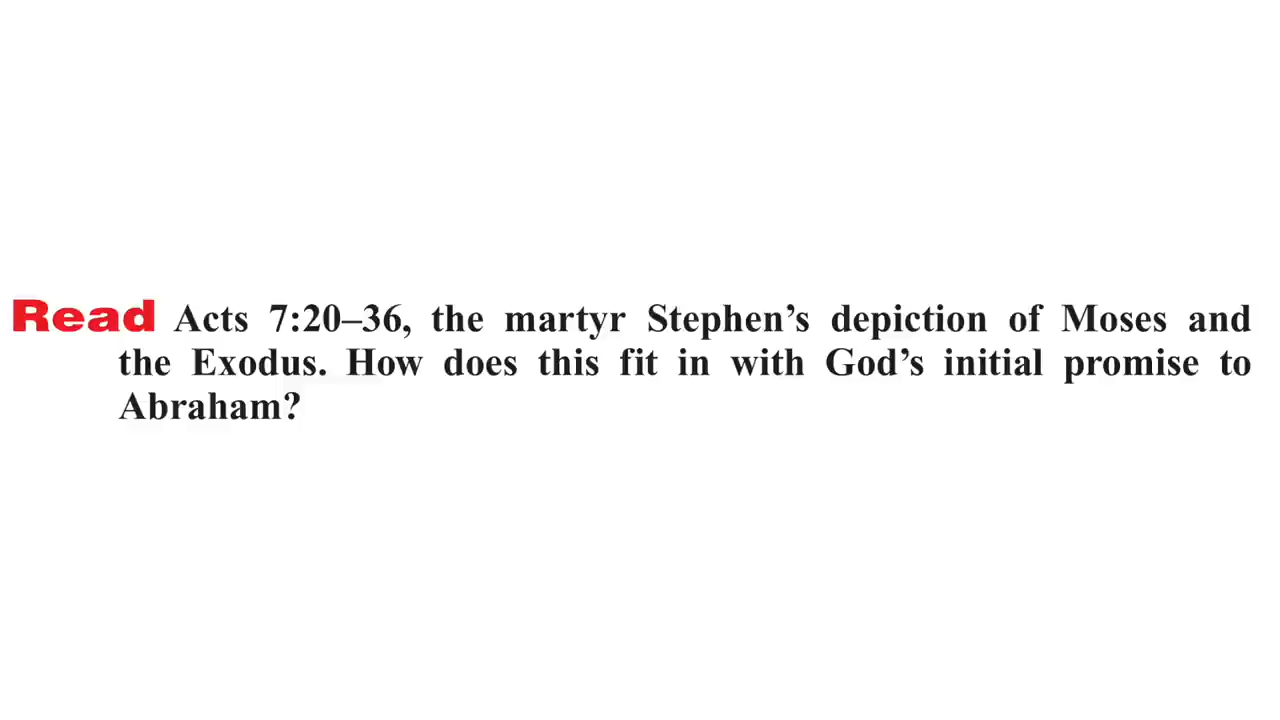 Read Acts 7:20–36, the martyr Stephen’s depiction of Moses and
the Exodus. How does this fit in with God’s initial promise to
Abraham?